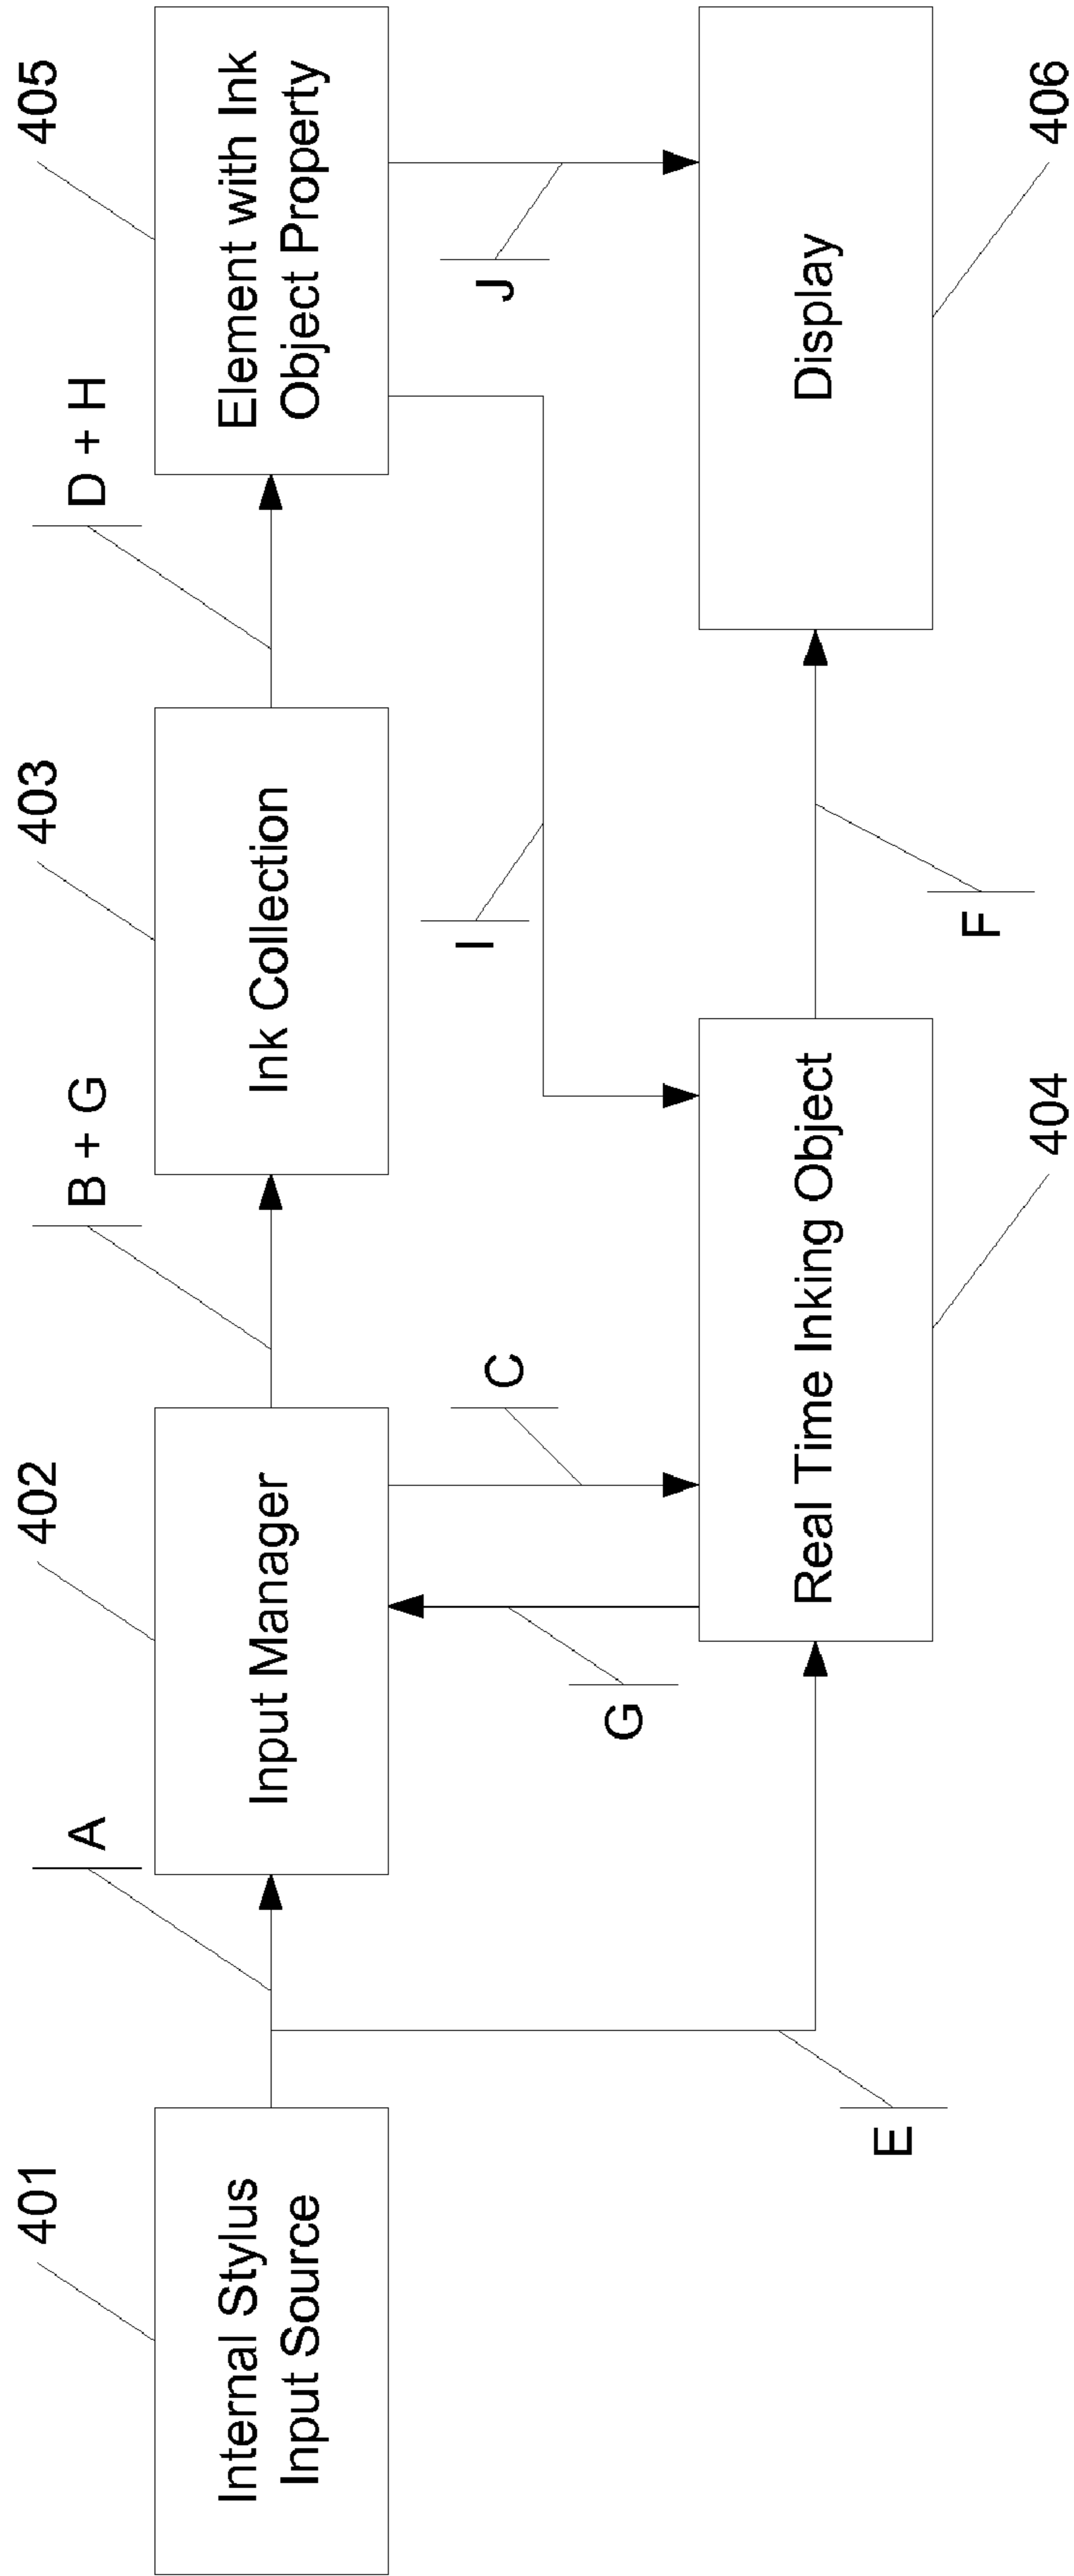 401
Internal Stylus
Input Source
A
402
Input Manager
B + G
403
Ink Collection
D + H
405
Element with Ink
Object Property
E
G
C
I
J
404
Real Time Inking Object
F
406
Display